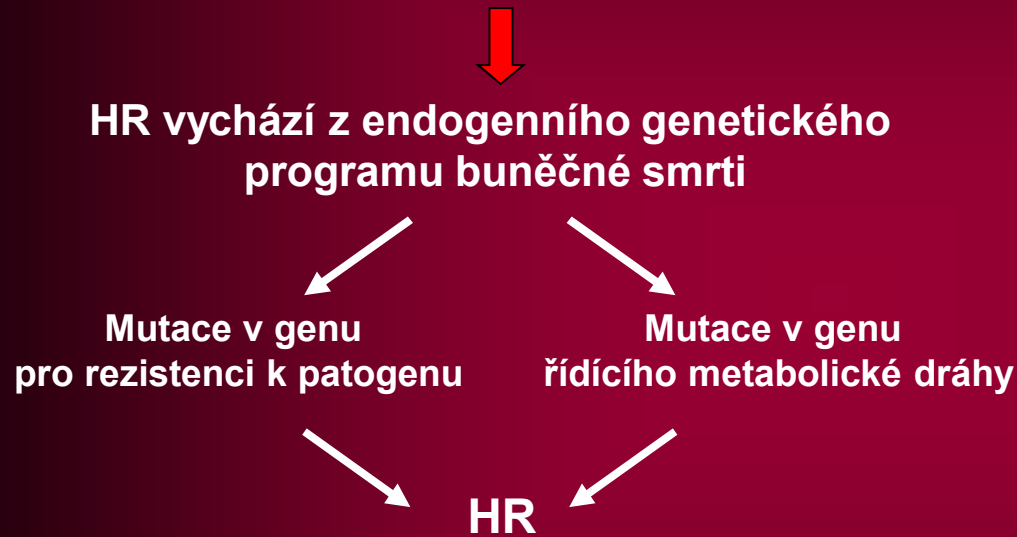 HR vychází z endogenního genetického
programu buněčné smrti
Mutace v genu
pro rezistenci k patogenu
Mutace v genu
řídícího metabolické dráhy
HR